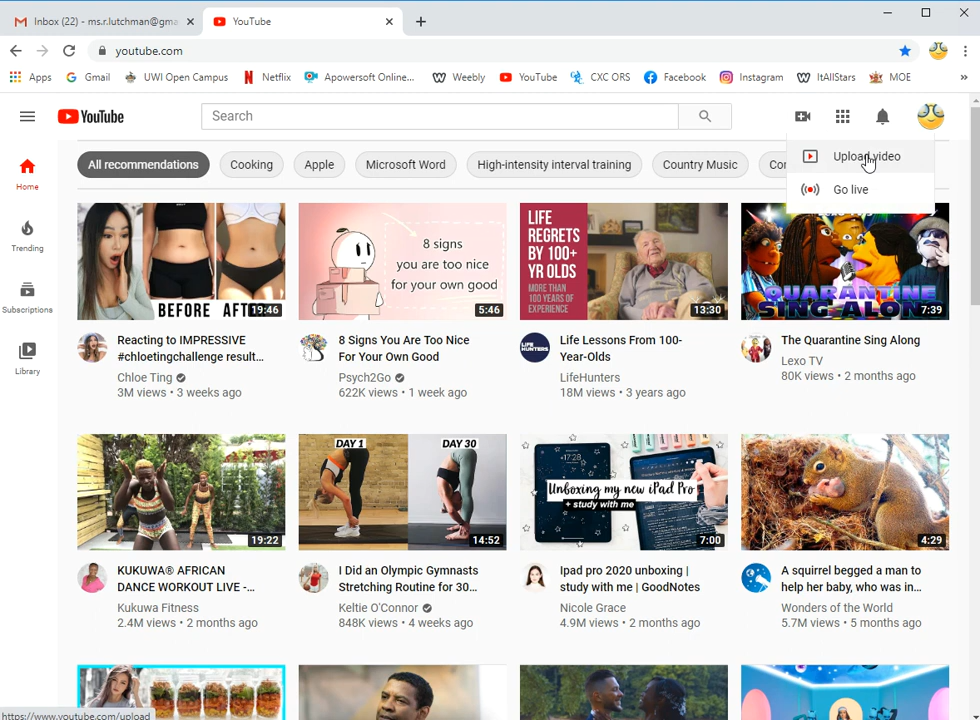 Inbox (22) - ms.r.lutchman@gma
YouTube
youtube.com
Apps
Gmail
UWI Open Campus
Netflix
Apowersoft Online...
Weebly
YouTube
CXC ORS
Facebook
Instagram
ItAllStars
MOE
»
YouTube
Search
Upload video
Go live
Home
Trending
Subscriptions
Library
All recommendations
Cooking
Apple
Microsoft Word
High-intensity interval training
Country Music
BEFORE AFT
19:46
8 signs
you are too nice
for your own good
5:46
LIFE
REGRETS
BY 100+
YR OLDS
MORE THAN
100 YEARS OF
EXPERIENCE
13:30
QUARANTINE
SING ALON
7:39
Reacting to IMPRESSIVE
#chloetingchallenge result...
Chloe Ting
3M views • 3 weeks ago
8 Signs You Are Too Nice
For Your Own Good
Psych2Go
622K views • 1 week ago
LIFE
HUNTERS
Life Lessons From 100-
Year-Olds
LifeHunters
18M views • 3 years ago
The Quarantine Sing Along
Lexo TV
80K views • 2 months ago
19:22
DAY 1
DAY 30
14:52
17:28
Unboxing my new iPad Pro
+ study with me
7:00
4:29
KUKUWA® AFRICAN
DANCE WORKOUT LIVE -...
Kukuwa Fitness
2.4M views • 2 months ago
I Did an Olympic Gymnasts
Stretching Routine for 30...
Keltie O'Connor
848K views • 4 weeks ago
Ipad pro 2020 unboxing |
study with me | GoodNotes
Nicole Grace
4.9M views • 2 months ago
A squirrel begged a man to
help her baby, who was in...
Wonders of the World
5.7M views • 5 months ago
https://www.youtube.com/upload